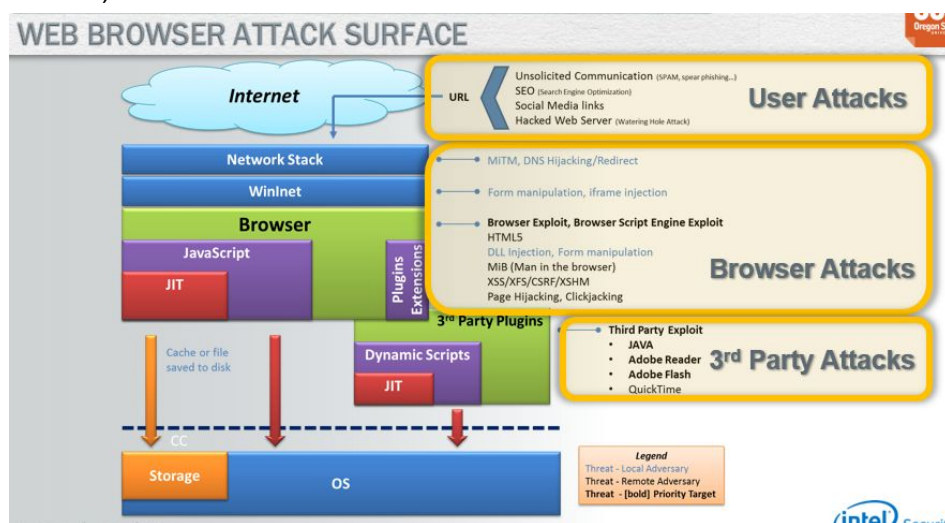 WEB BROWSER ATTACK SURFACE
Oregon S
Internet
URL
Unsolicited Communication (SPAM, spear phishing...)
SEO (Search Engine Optimization)
Social Media links
Hacked Web Server (Watering Hole Attack)
User Attacks
Network Stack
MiTM, DNS Hijacking/Redirect
WinInet
Form manipulation, iframe injection
Browser
JavaScript
JIT
Plugins
Extensions
Browser Exploit, Browser Script Engine Exploit
HTML5
DLL Injection, Form manipulation
MiB (Man in the browser)
XSS/XFS/CSRF/XSHM
Page Hijacking, Clickjacking
Browser Attacks
3rd Party Plugins
Dynamic Scripts
JIT
Third Party Exploit
• JAVA
• Adobe Reader
• Adobe Flash
• QuickTime
3rd Party Attacks
Cache or file
saved to disk
CC
Storage
OS
Legend
Threat - Local Adversary
Threat - Remote Adversary
Threat - [bold] Priority Target
(intel) Securi